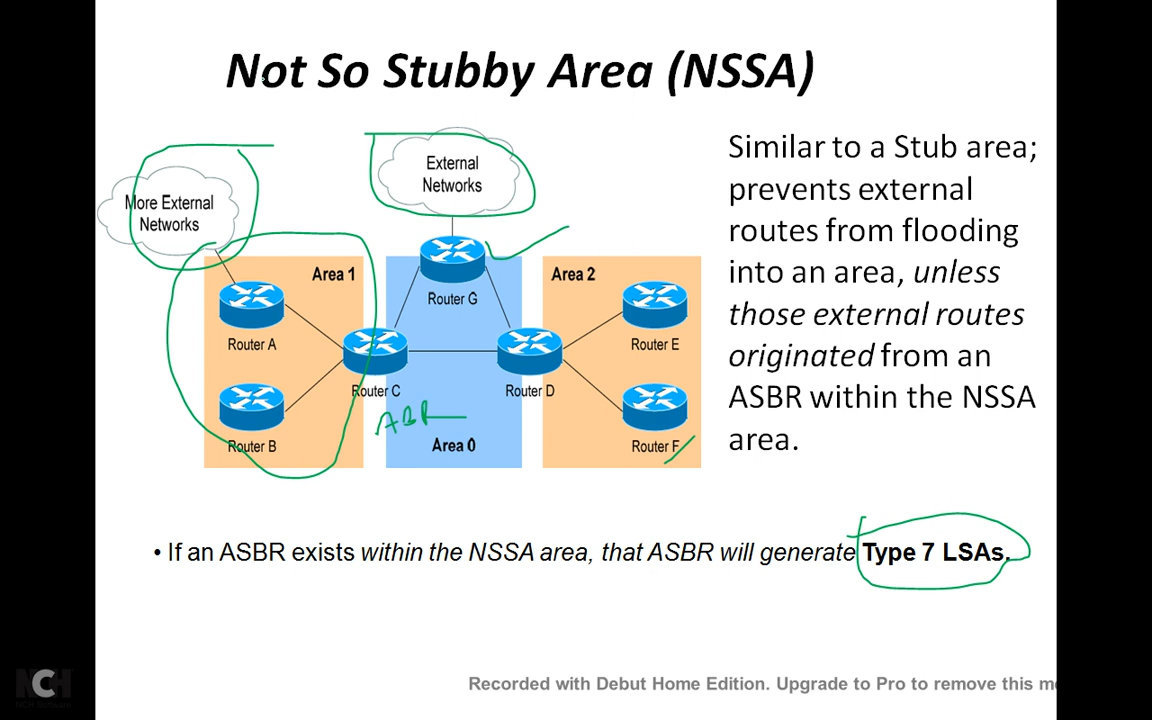 Not So Stubby Area (NSSA)
External
Networks
More External
Networks
Similar to a Stub area;
prevents external
routes from flooding
into an area, unless
those external routes
originated from an
ASBR within the NSSA
area.
Area 1
Area 2
Router G
Router A
Router E
Router C
Router D
ABR
Router B
Area 0
Router F
• If an ASBR exists within the NSSA area, that ASBR will generate Type 7 LSAs.
NCH
NCH Software
Recorded with Debut Home Edition. Upgrade to Pro to remove this m